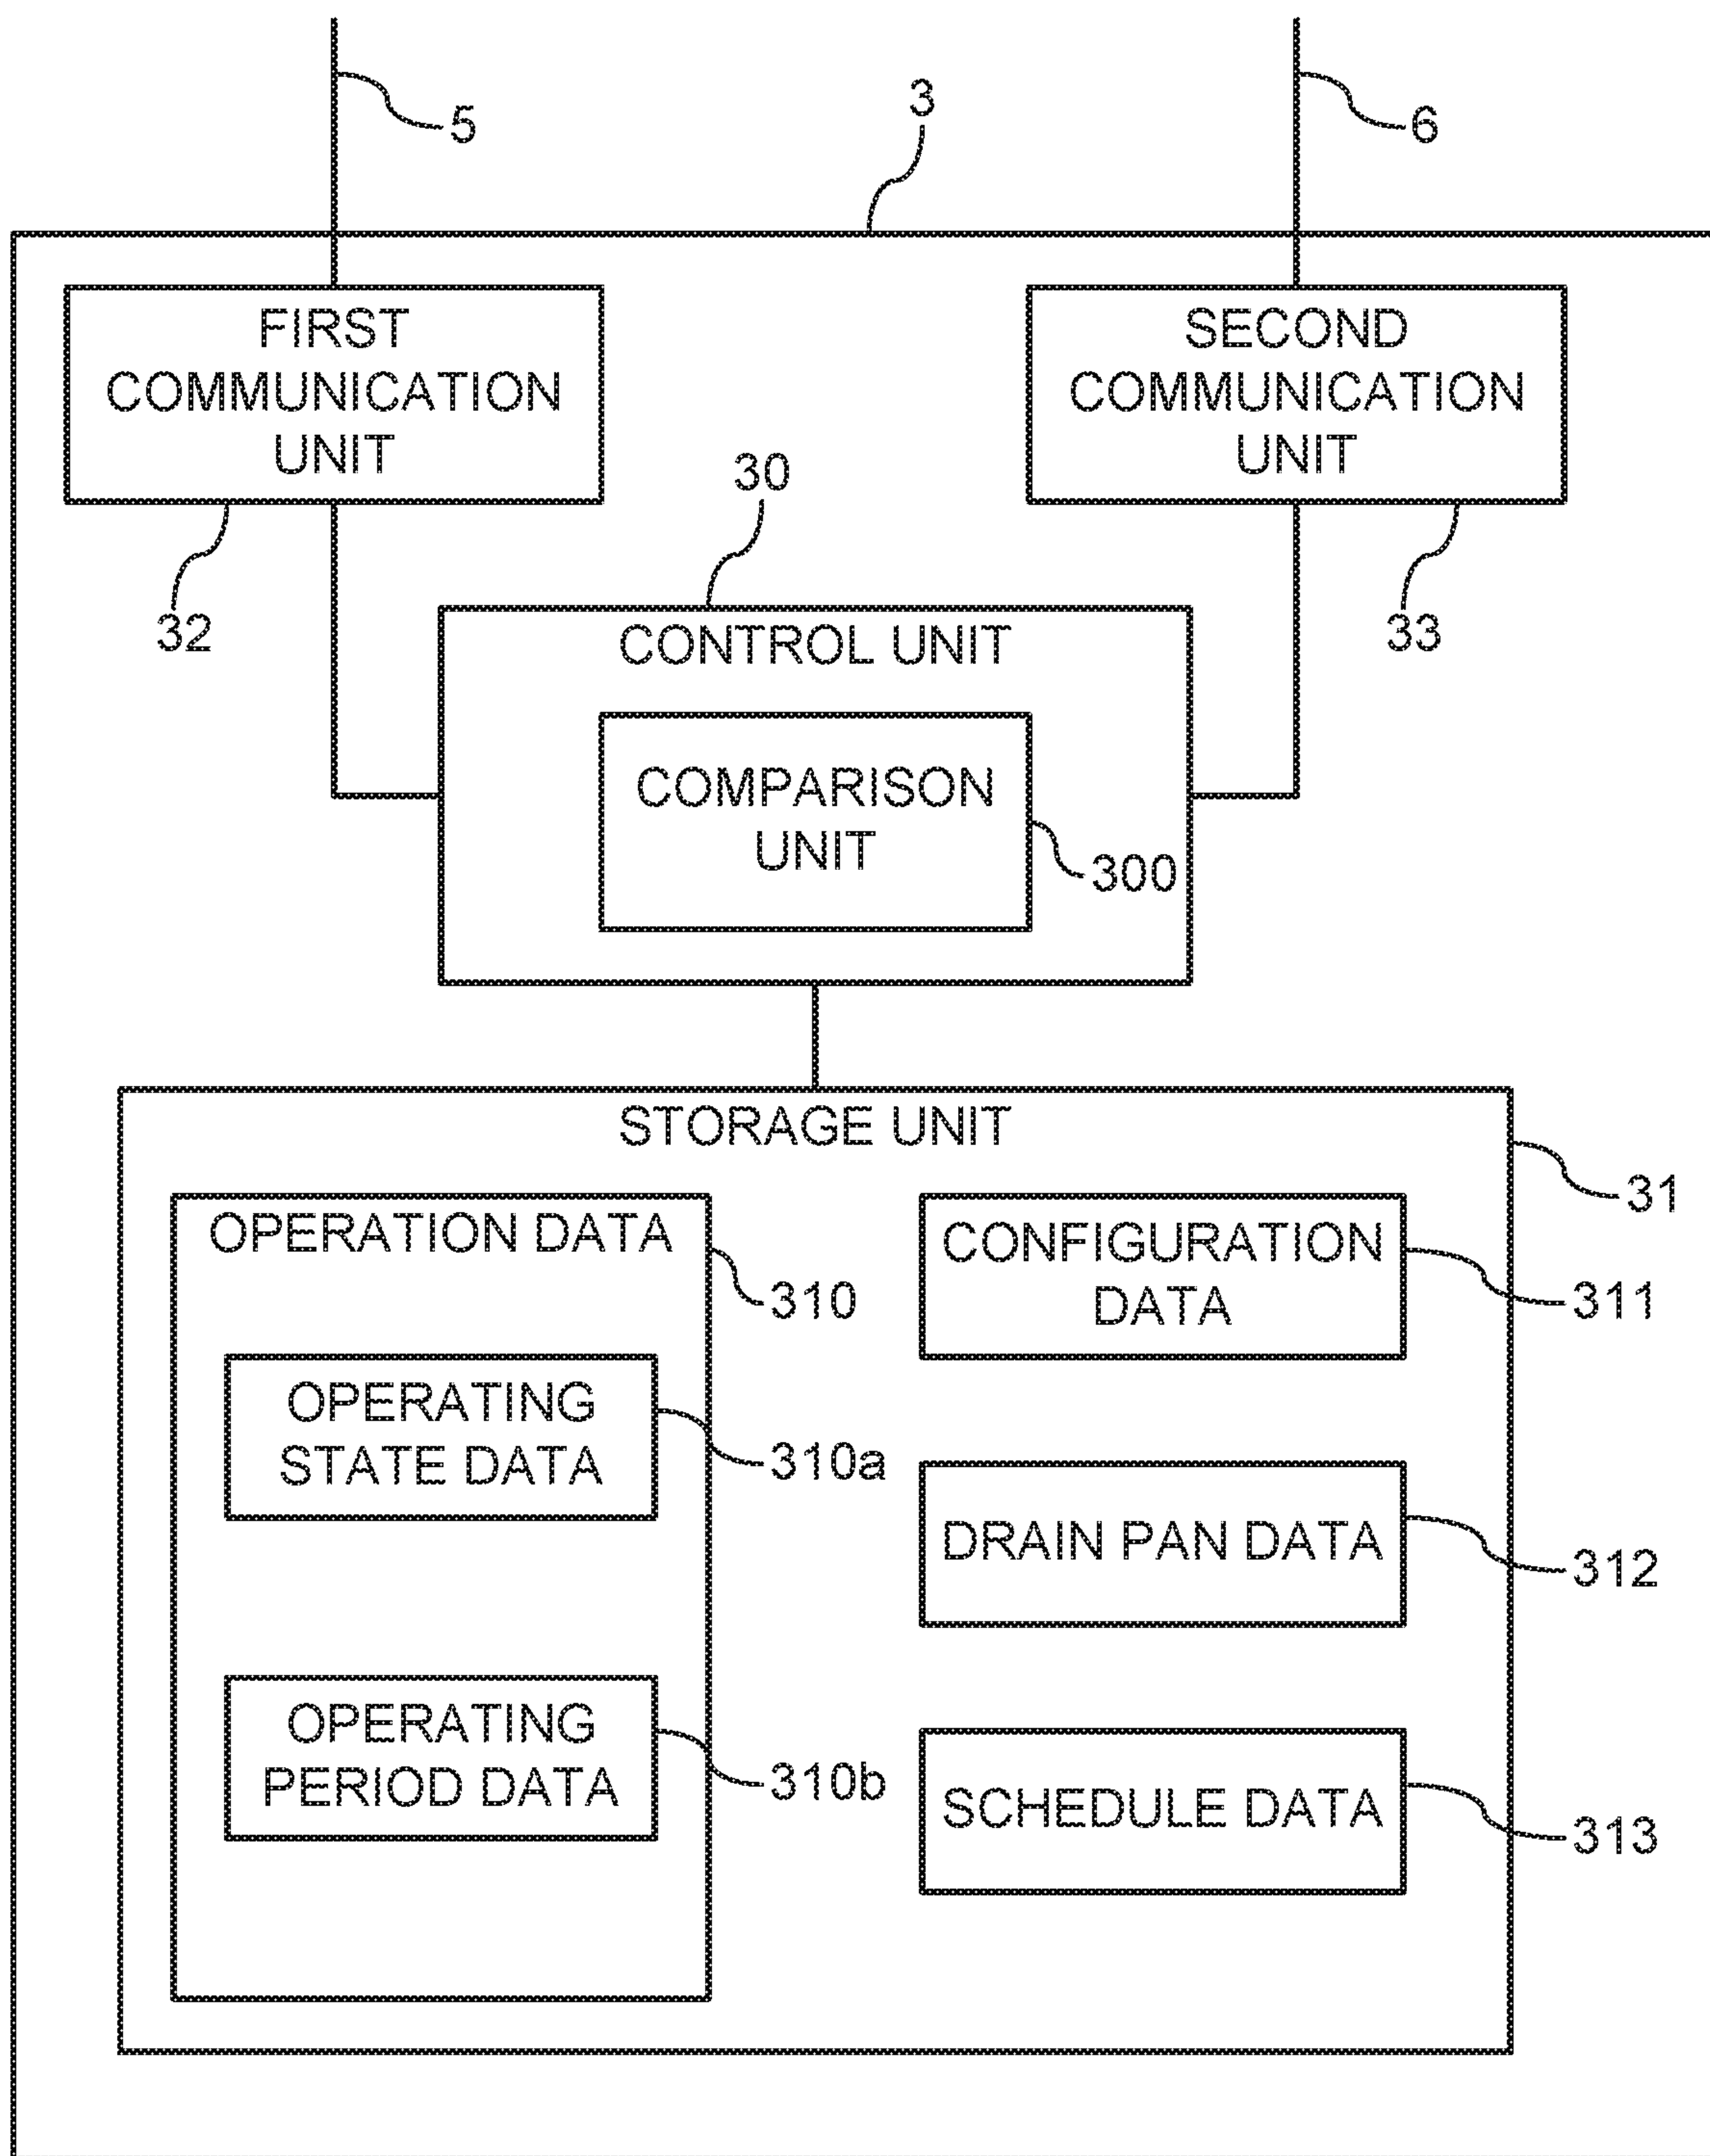 5
3
6
FIRST
COMMUNICATION
UNIT
SECOND
COMMUNICATION
UNIT
32
30
33
CONTROL UNIT
COMPARISON
UNIT
300
STORAGE UNIT
31
OPERATION DATA
310
OPERATING
STATE DATA
310a
OPERATING
PERIOD DATA
310b
CONFIGURATION
DATA
311
DRAIN PAN DATA
312
SCHEDULE DATA
313